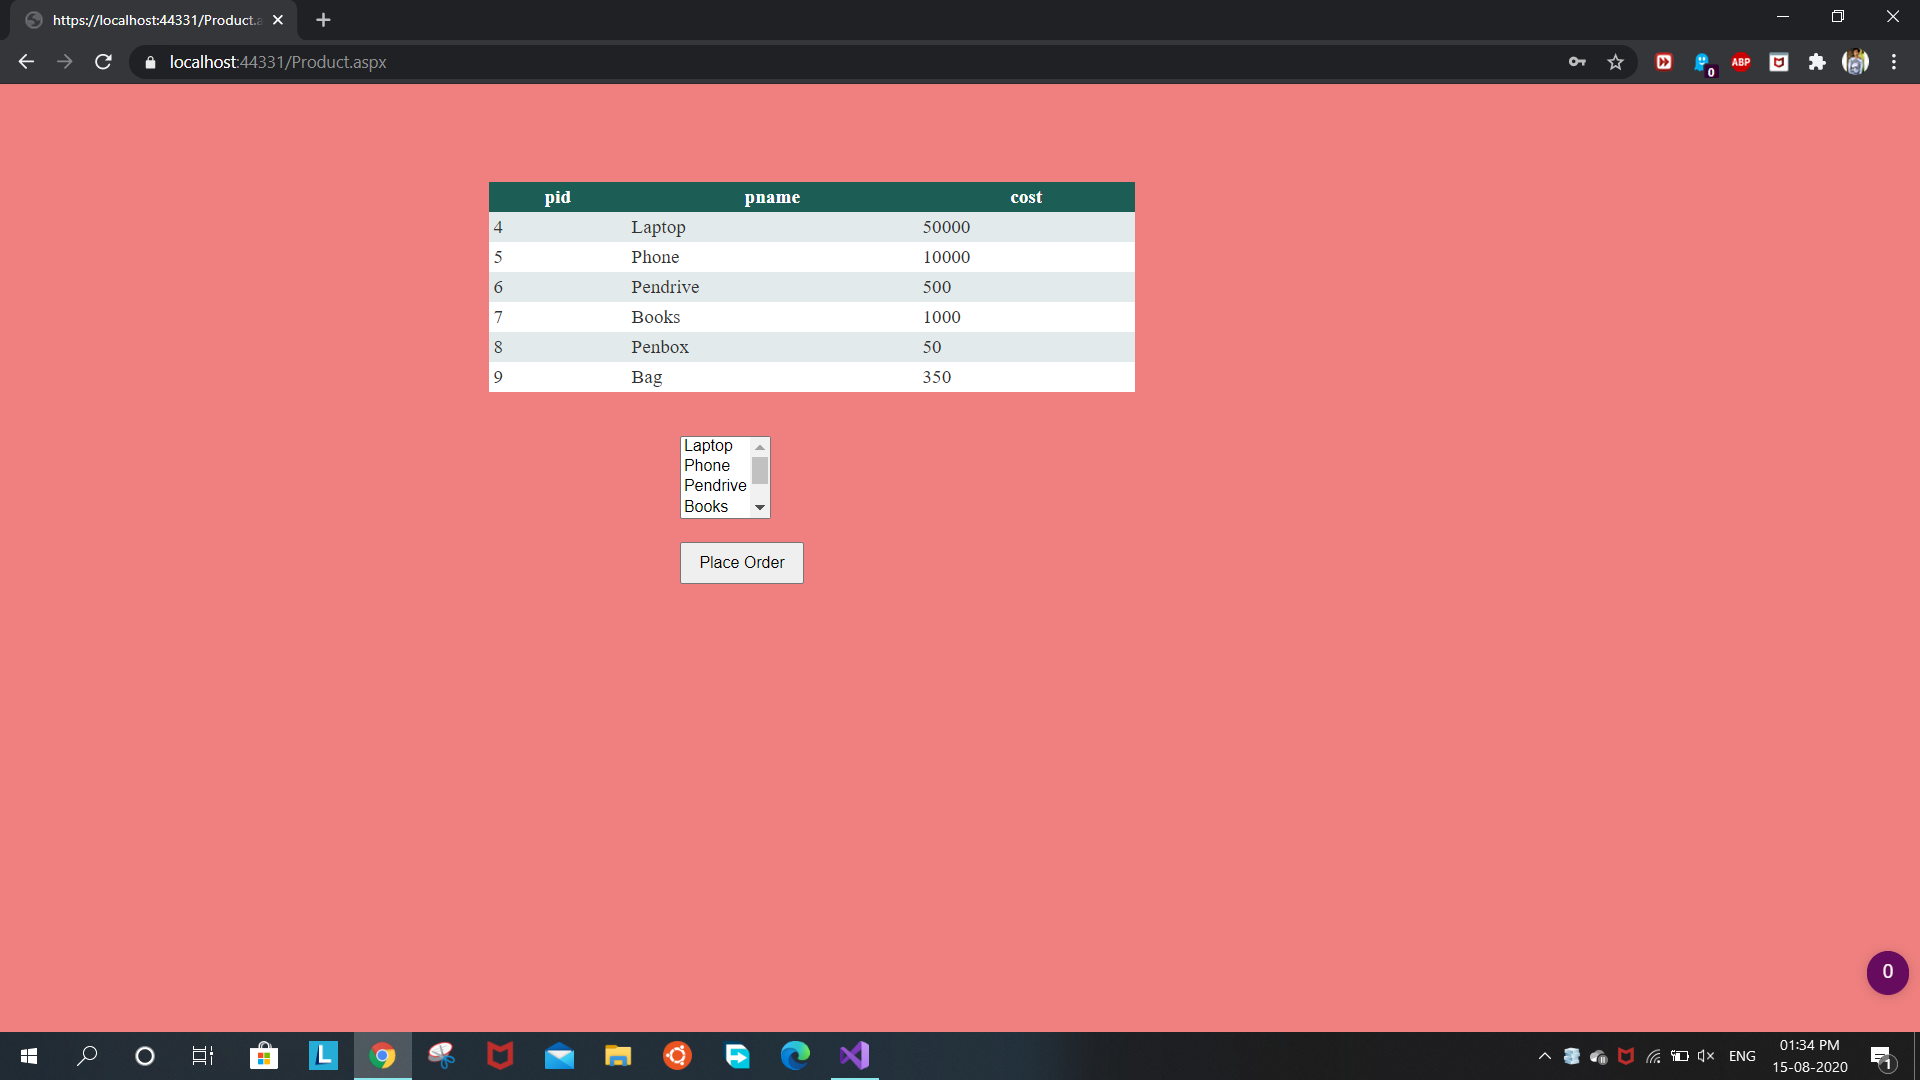 https://localhost:44331/Product.a
localhost:44331/Product.aspx
0
ABP
pid pname cost
4 Laptop 50000
5 Phone 10000
6 Pendrive 500
7 Books 1000
8 Penbox 50
9 Bag 350
Laptop
Phone
Pendrive
Books
Place Order
0
L
ENG
01:34 PM
15-08-2020
1